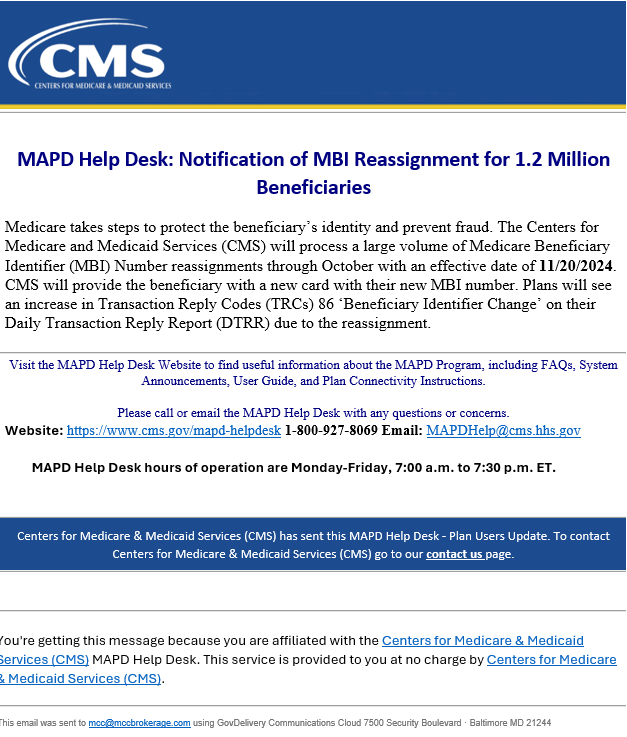 CMS
CENTERS FOR MEDICARE & MEDICAID SERVICES
MAPD Help Desk: Notification of MBI Reassignment for 1.2 Million
Beneficiaries
Medicare takes steps to protect the beneficiary’s identity and prevent fraud. The Centers for
Medicare and Medicaid Services (CMS) will process a large volume of Medicare Beneficiary
Identifier (MBI) Number reassignments through October with an effective date of 11/20/2024.
CMS will provide the beneficiary with a new card with their new MBI number. Plans will see
an increase in Transaction Reply Codes (TRCs) 86 ‘Beneficiary Identifier Change’ on their
Daily Transaction Reply Report (DTRR) due to the reassignment.
Visit the MAPD Help Desk Website to find useful information about the MAPD Program, including FAQs, System
Announcements, User Guide, and Plan Connectivity Instructions.
Please call or email the MAPD Help Desk with any questions or concerns.
Website: https://www.cms.gov/mapd-helpdesk 1-800-927-8069 Email: MAPDHelp@cms.hhs.gov
MAPD Help Desk hours of operation are Monday-Friday, 7:00 a.m. to 7:30 p.m. ET.
Centers for Medicare & Medicaid Services (CMS) has sent this MAPD Help Desk - Plan Users Update. To contact
Centers for Medicare & Medicaid Services (CMS) go to our contact us page.
You're getting this message because you are affiliated with the Centers for Medicare & Medicaid
Services (CMS) MAPD Help Desk. This service is provided to you at no charge by Centers for Medicare
& Medicaid Services (CMS).
This email was sent to mcc@mccbrokerage.com using GovDelivery Communications Cloud 7500 Security Boulevard · Baltimore MD 21244